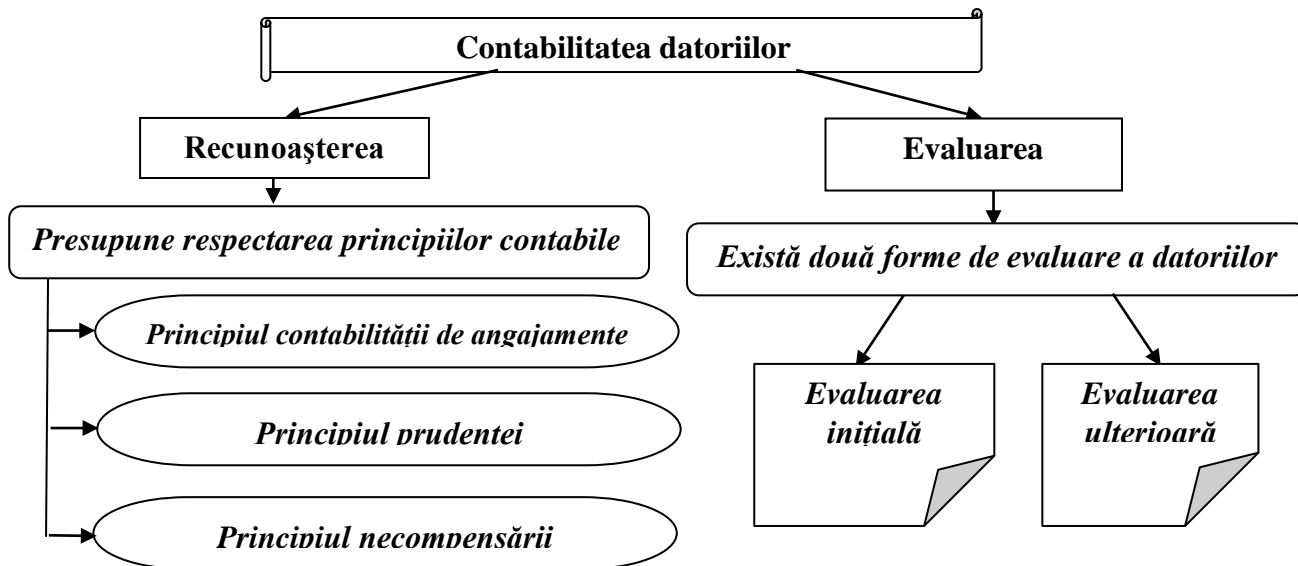 Contabilitatea datoriilor
Recunoaşterea
Evaluarea
Presupune respectarea principiilor contabile
Există două forme de evaluare a datoriilor
Principiul contabilității de angajamente
Principiul prudenței
Principiul necompensării
Evaluarea
inițială
Evaluarea
ulterioară